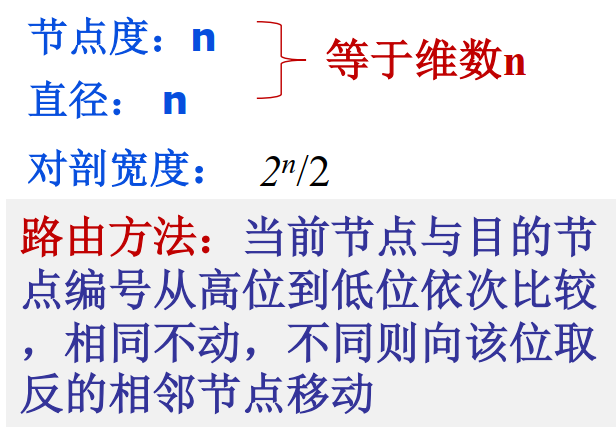 节点度：n
直径： n
等于维数n
对剖宽度： 2ⁿ/2
路由方法：当前节点与目的节
点编号从高位到低位依次比较
，相同不动，不同则向该位取
反的相邻节点移动